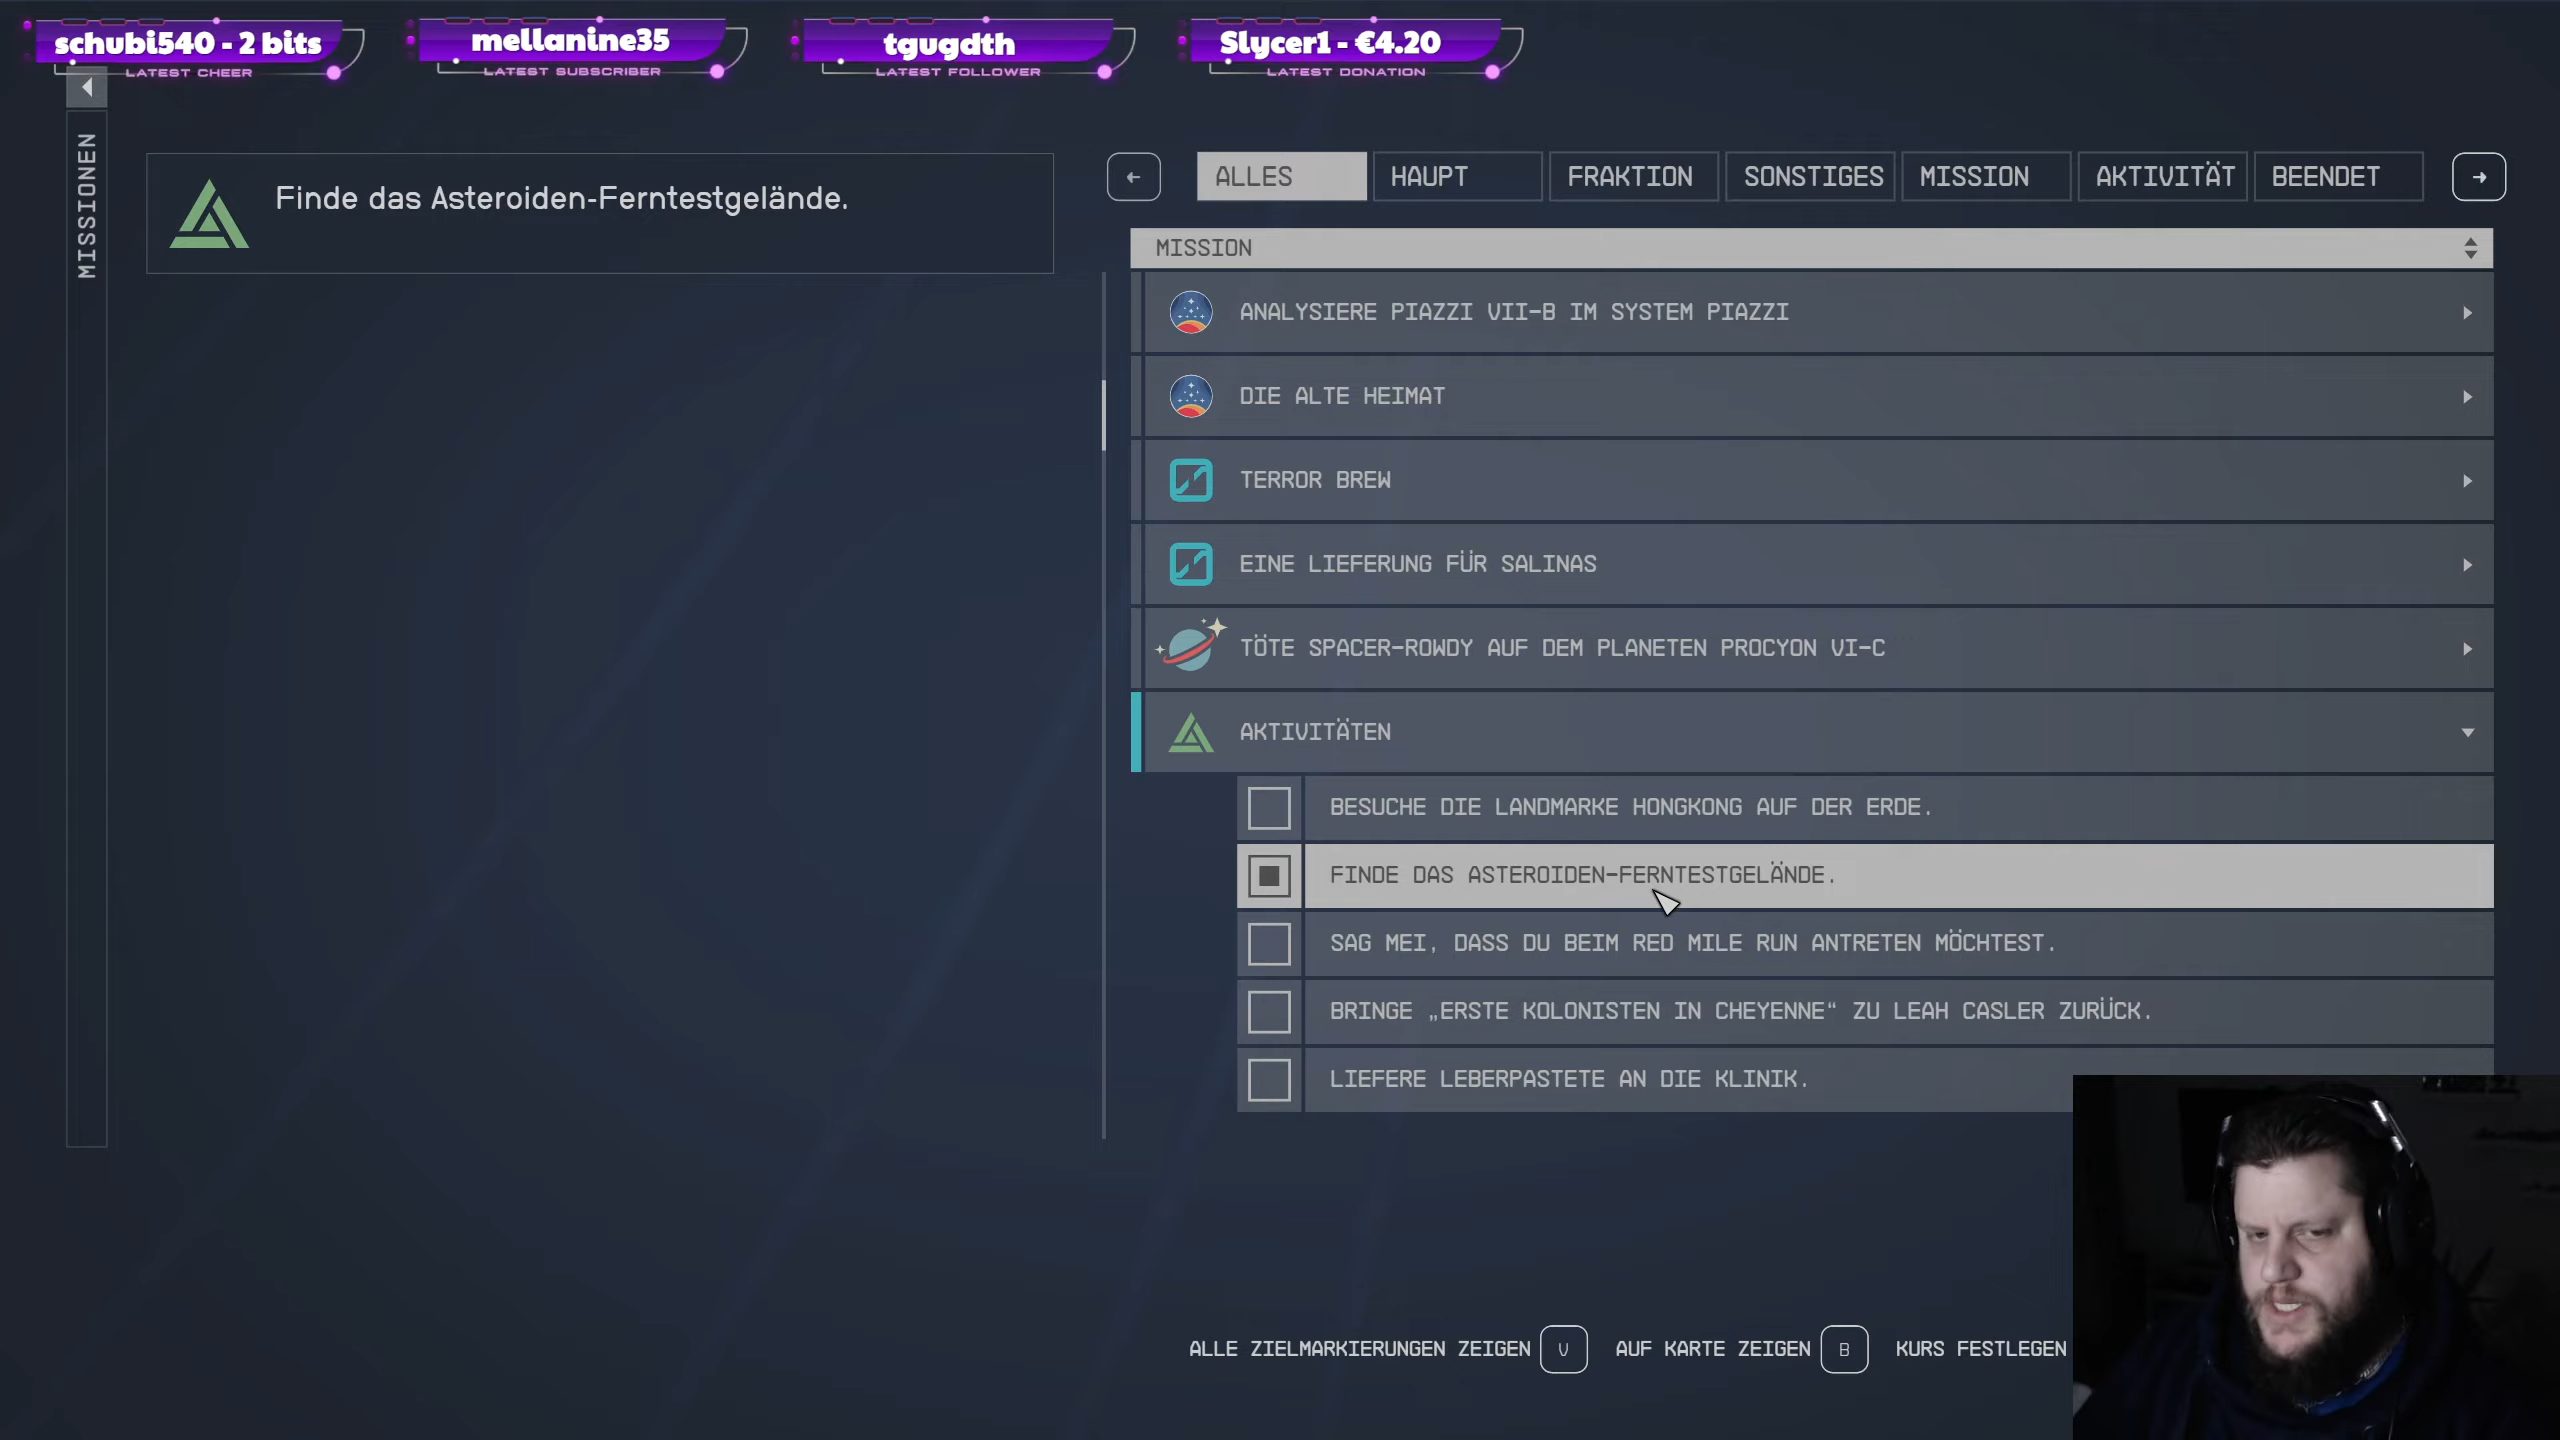 schubi540 - 2 bits
LATEST CHEER
mellanine35
LATEST SUBSCRIBER
tgugdth
LATEST FOLLOWER
Slycer1 - €4.20
LATEST DONATION
MISSIONEN
Finde das Asteroiden-Ferntestgelände.
ALLES
HAUPT
FRAKTION
SONSTIGES
MISSION
AKTIVITÄT
BEENDET
MISSION
ANALYSIERE PIAZZI VII-B IM SYSTEM PIAZZI
DIE ALTE HEIMAT
TERROR BREW
EINE LIEFERUNG FÜR SALINAS
TÖTE SPACER-ROWDY AUF DEM PLANETEN PROCYON VI-C
AKTIVITÄTEN
BESUCHE DIE LANDMARKE HONGKONG AUF DER ERDE.
FINDE DAS ASTEROIDEN-FERNTESTGELÄNDE.
SAG MEI, DASS DU BEIM RED MILE RUN ANTRETEN MÖCHTEST.
BRINGE „ERSTE KOLONISTEN IN CHEYENNE“ ZU LEAH CASLER ZURÜCK.
LIEFERE LEBERPASTETE AN DIE KLINIK.
ALLE ZIELMARKIERUNGEN ZEIGEN V
AUF KARTE ZEIGEN B
KURS FESTLEGEN